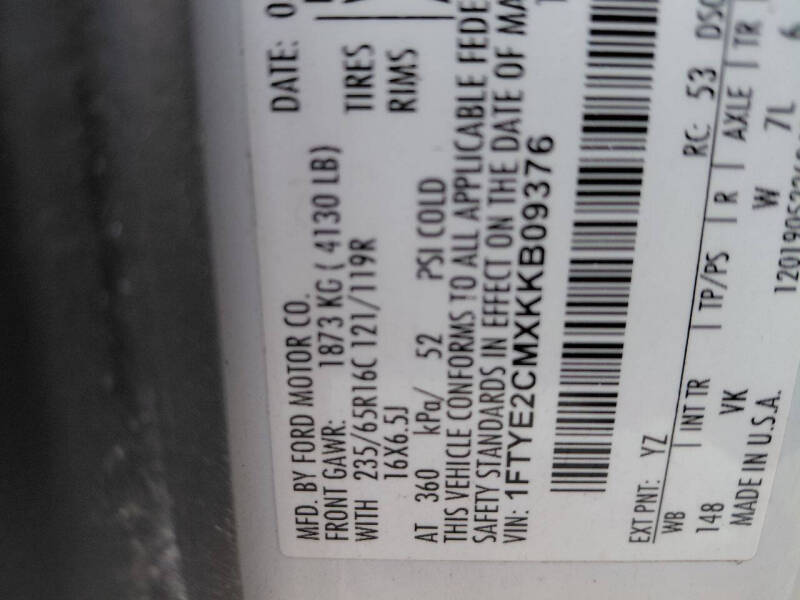 MFD. BY FORD MOTOR CO.
DATE: 0
FRONT GAWR: 1873 KG ( 4130 LB)
WITH 235/65R16C 121/119R TIRES
16X6.5J RIMS
AT 360 kPa/ 52 PSI COLD
THIS VEHICLE CONFORMS TO ALL APPLICABLE FEDE
SAFETY STANDARDS IN EFFECT ON THE DATE OF MA
VIN: 1FTYE2CMXKKB09376
EXT PNT: YZ RC: 53 DSO
WB INT TR TP/PS R AXLE TR
148 VK W 7L 6
MADE IN U.S.A.